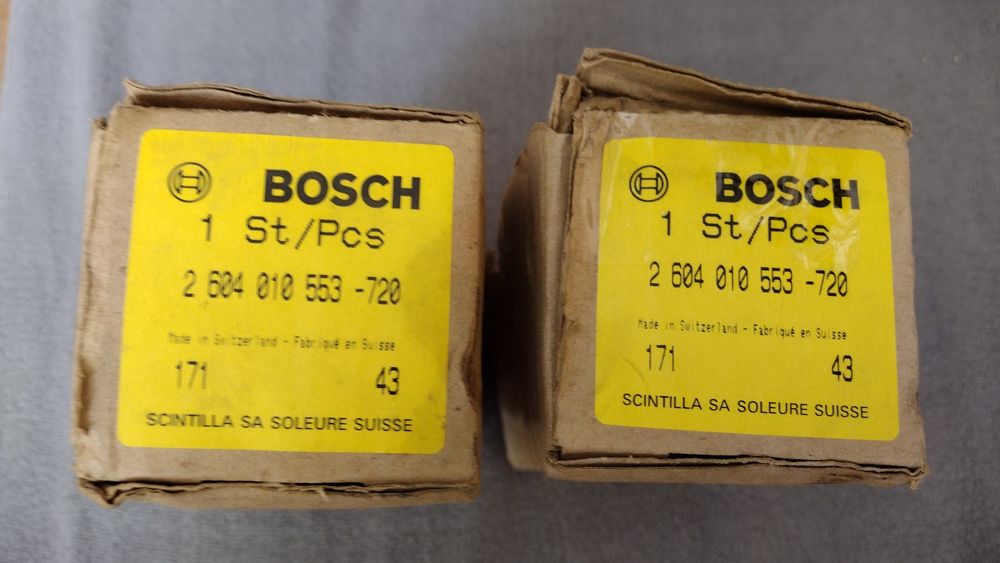 BOSCH
1 St/Pcs
2 604 010 553 -720
Made in Switzerland - Fabriqué en Suisse
171 43
SCINTILLA SA SOLEURE SUISSE
BOSCH
1 St/Pcs
2 604 010 553 -720
Made in Switzerland - Fabriqué en Suisse
171 43
SCINTILLA SA SOLEURE SUISSE